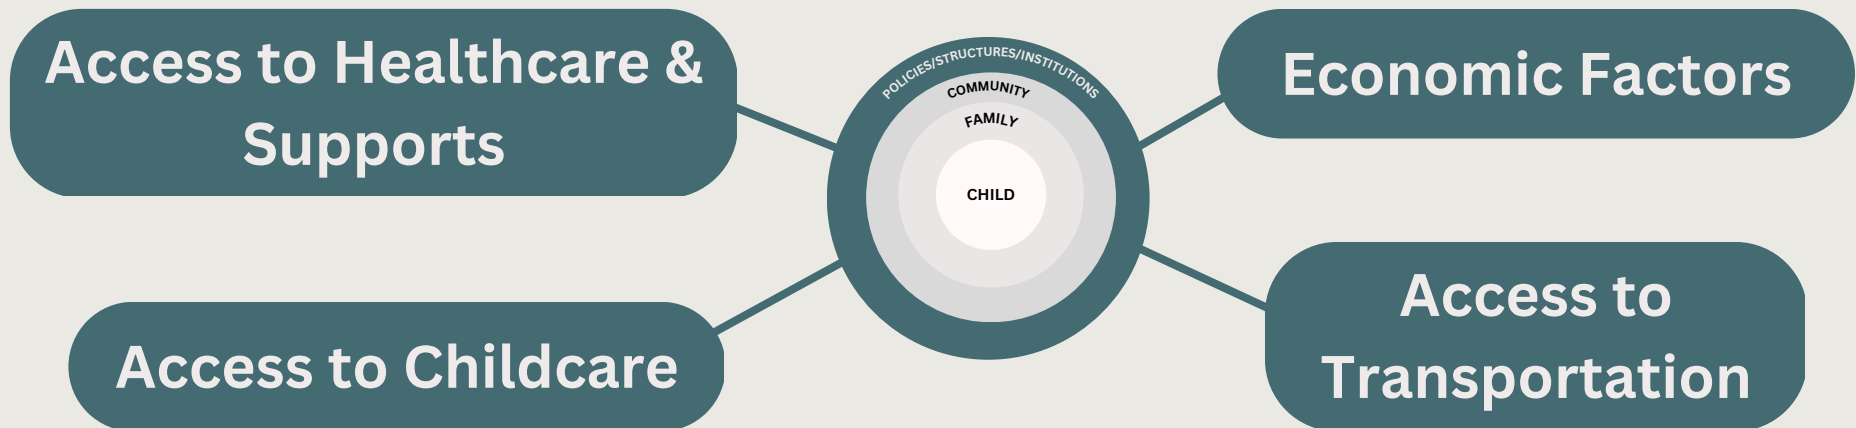 Access to Healthcare &
Supports
POLICIES/STRUCTURES/INSTITUTIONS
COMMUNITY
FAMILY
CHILD
Economic Factors
Access to Childcare
Access to
Transportation